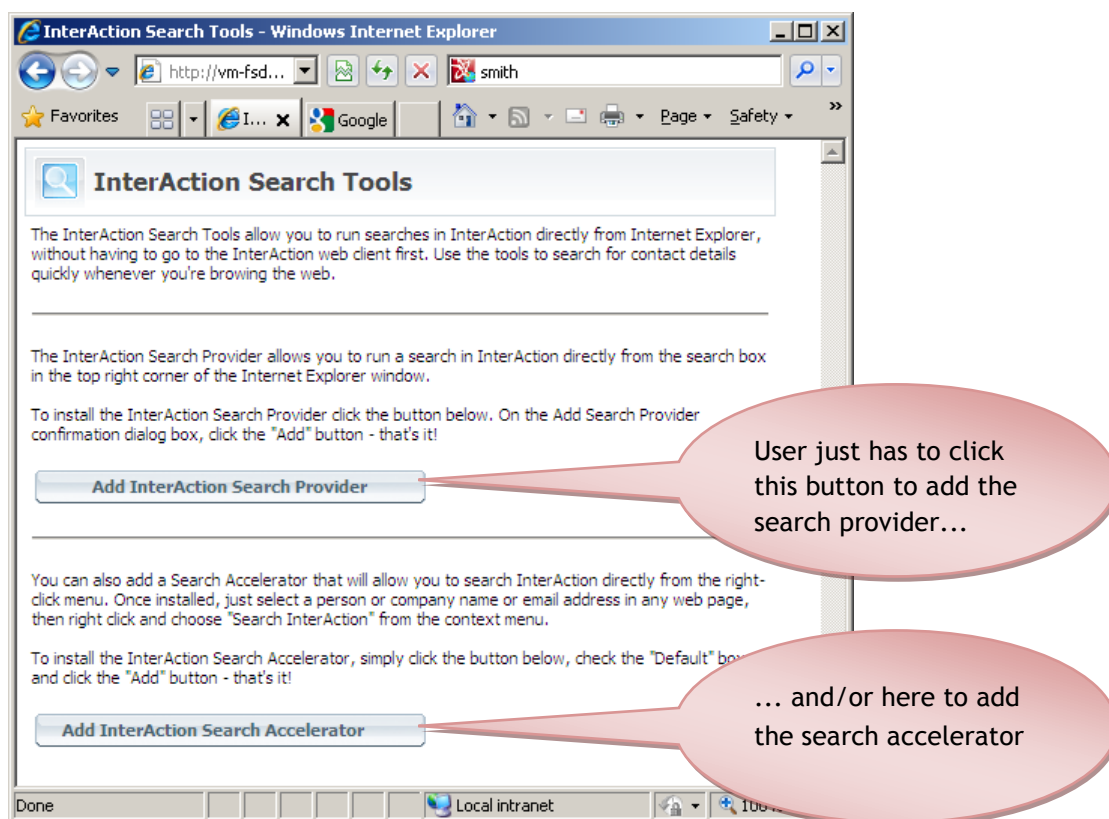 InterAction Search Tools - Windows Internet Explorer
http://vm-fsd... smith
Favorites I... Google Page Safety »
InterAction Search Tools
The InterAction Search Tools allow you to run searches in InterAction directly from Internet Explorer,
without having to go to the InterAction web client first. Use the tools to search for contact details
quickly whenever you're browsing the web.
The InterAction Search Provider allows you to run a search in InterAction directly from the search box
in the top right corner of the Internet Explorer window.
To install the InterAction Search Provider click the button below. On the Add Search Provider
confirmation dialog box, click the "Add" button - that's it!
Add InterAction Search Provider
User just has to click
this button to add the
search provider...
You can also add a Search Accelerator that will allow you to search InterAction directly from the right-
click menu. Once installed, just select a person or company name or email address in any web page,
then right click and choose "Search InterAction" from the context menu.
To install the InterAction Search Accelerator, simply click the button below, check the "Default" box
and click the "Add" button - that's it!
Add InterAction Search Accelerator
... and/or here to add
the search accelerator
Done Local intranet